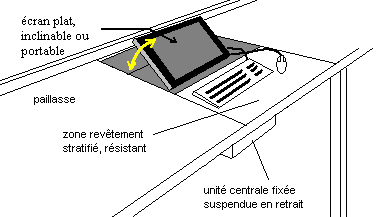 écran plat,
inclinable ou
portable
paillasse
zone revêtement
stratifié, résistant
unité centrale fixée
suspendue en retrait